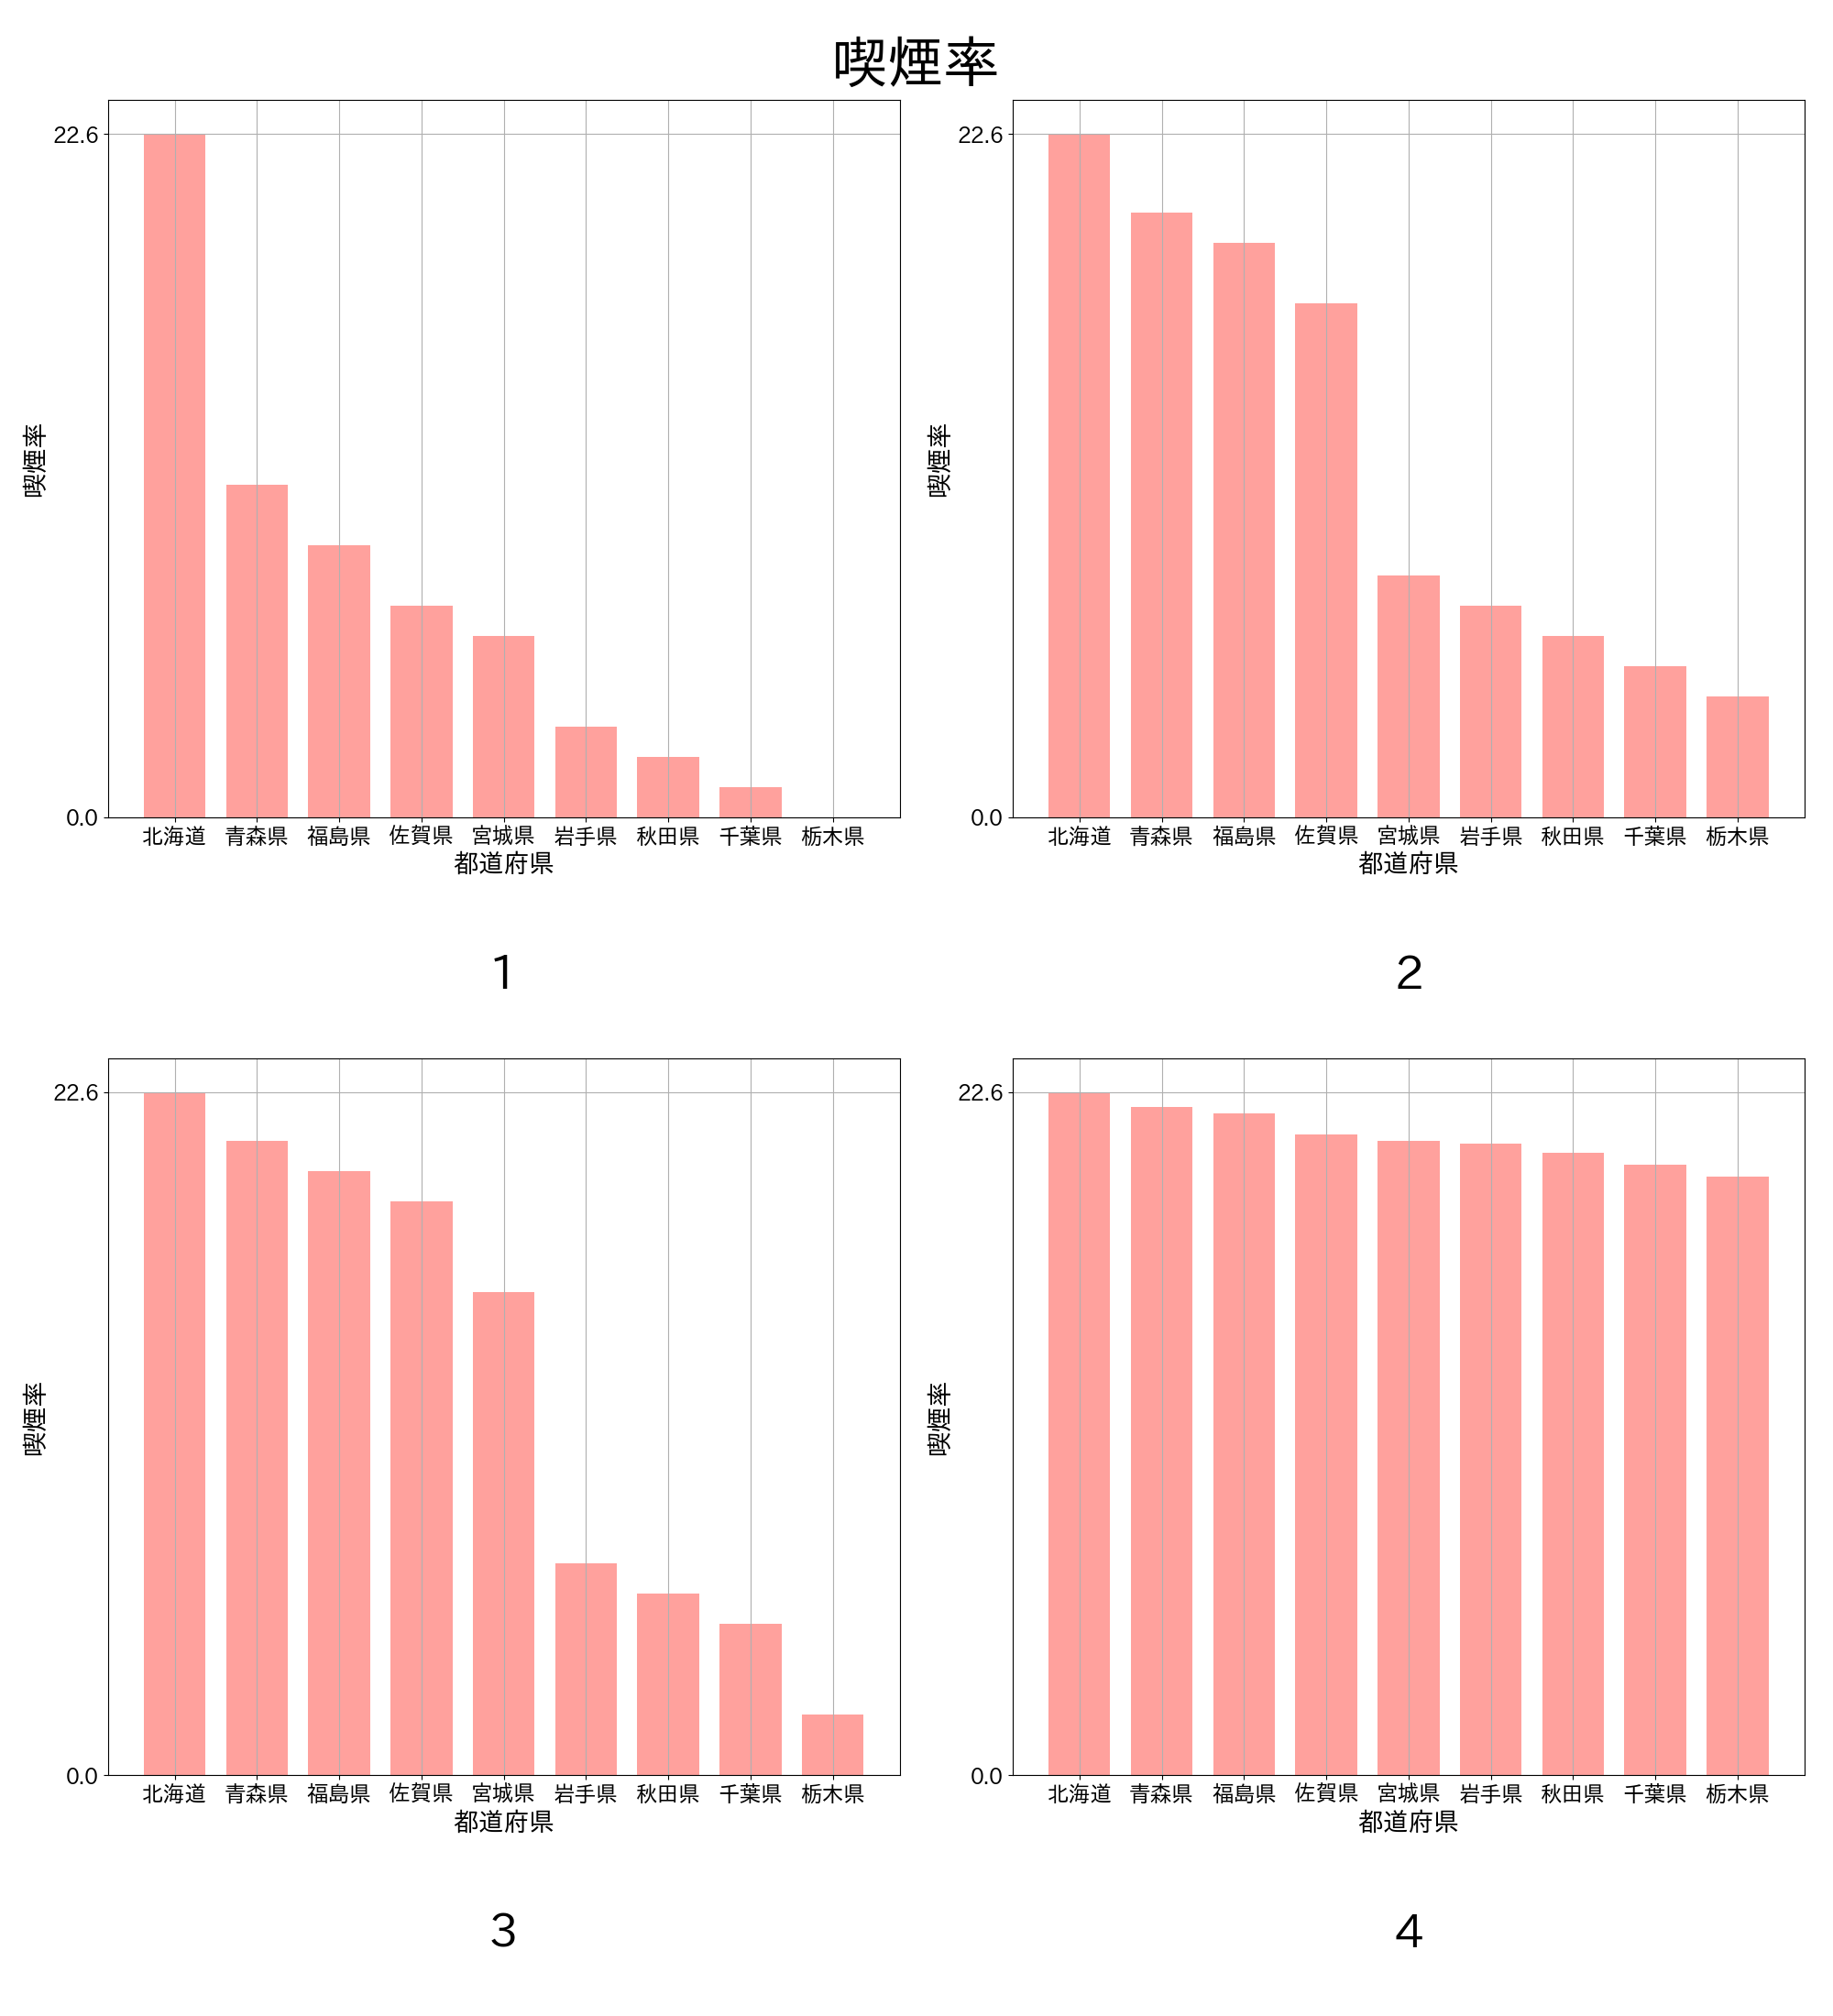 喫煙率
22.6
0.0
喫煙率
北海道 青森県 福島県 佐賀県 宮城県 岩手県 秋田県 千葉県 栃木県
都道府県
1
22.6
0.0
喫煙率
北海道 青森県 福島県 佐賀県 宮城県 岩手県 秋田県 千葉県 栃木県
都道府県
2
22.6
0.0
喫煙率
北海道 青森県 福島県 佐賀県 宮城県 岩手県 秋田県 千葉県 栃木県
都道府県
3
22.6
0.0
喫煙率
北海道 青森県 福島県 佐賀県 宮城県 岩手県 秋田県 千葉県 栃木県
都道府県
4